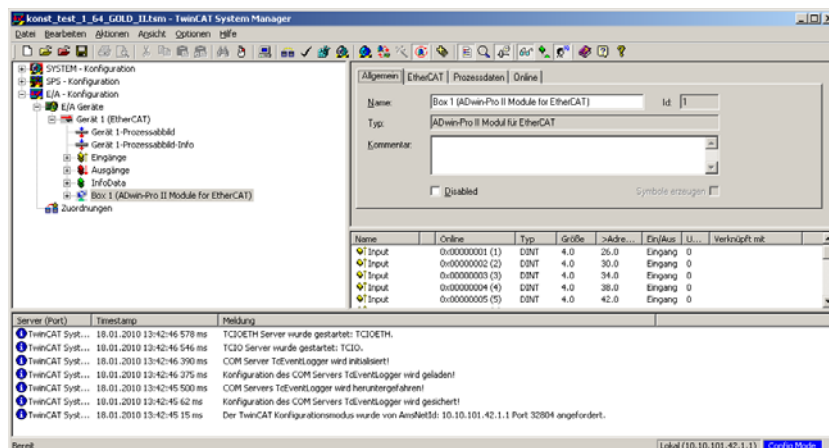 konst_test_1_64_GOLD_II.tsm - TwinCAT System Manager
Datei Bearbeiten Aktionen Ansicht Optionen Hilfe
SYSTEM - Konfiguration
SPS - Konfiguration
E/A - Konfiguration
E/A Geräte
Gerät 1 (EtherCAT)
Gerät 1-Prozessabbild
Gerät 1-Prozessabbild-Info
Eingänge
Ausgänge
InfoData
Box 1 (ADwin-Pro II Module for EtherCAT)
Zuordnungen
Allgemein EtherCAT Prozessdaten Online
Name: Box 1 (ADwin-Pro II Module for EtherCAT) Id: 1
Typ: ADwin-Pro II Modul für EtherCAT
Kommentar:
Disabled Symbole erzeugen
Name Online Typ Größe >Adre... Ein/Aus U... Verknüpft mit
Input 0x00000001 (1) DINT 4.0 26.0 Eingang 0
Input 0x00000002 (2) DINT 4.0 30.0 Eingang 0
Input 0x00000003 (3) DINT 4.0 34.0 Eingang 0
Input 0x00000004 (4) DINT 4.0 38.0 Eingang 0
Input 0x00000005 (5) DINT 4.0 42.0 Eingang 0
Server (Port) Timestamp Meldung
TwinCAT Syst... 18.01.2010 13:42:46 578 ms TCIOETH Server wurde gestartet: TCIOETH.
TwinCAT Syst... 18.01.2010 13:42:46 546 ms TCIO Server wurde gestartet: TCIO.
TwinCAT Syst... 18.01.2010 13:42:46 390 ms COM Server TcEventLogger wird initialisiert!
TwinCAT Syst... 18.01.2010 13:42:46 375 ms Konfiguration des COM Servers TcEventLogger wird geladen!
TwinCAT Syst... 18.01.2010 13:42:45 500 ms COM Servers TcEventLogger wird heruntergefahren!
TwinCAT Syst... 18.01.2010 13:42:45 62 ms Konfiguration des COM Servers TcEventLogger wird gesichert!
TwinCAT Syst... 18.01.2010 13:42:45 15 ms Der TwinCAT Konfigurationsmodus wurde von AmsNetId: 10.10.101.42.1.1 Port 32804 angefordert.
Bereit Lokal (10.10.101.42.1.1) Config Mode